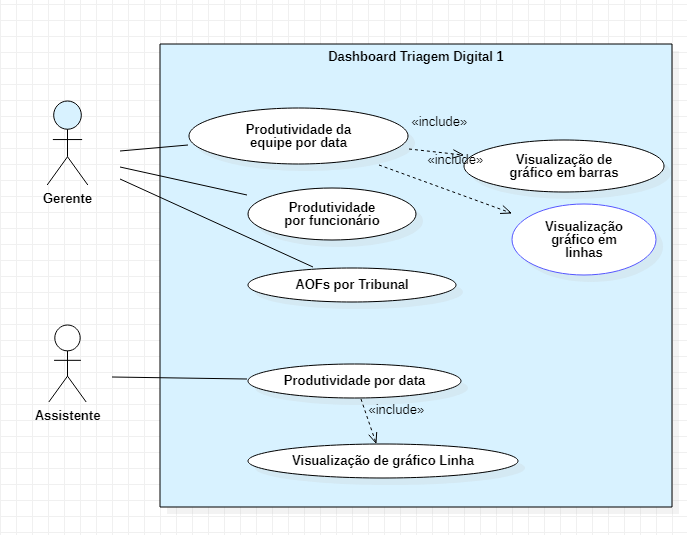 Dashboard Triagem Digital 1
Produtividade da
equipe por data
«include»
«include»
Visualização de
gráfico em barras
Gerente
Produtividade
por funcionário
Visualização
gráfico em
linhas
AOFs por Tribunal
Assistente
Produtividade por data
«include»
Visualização de gráfico Linha